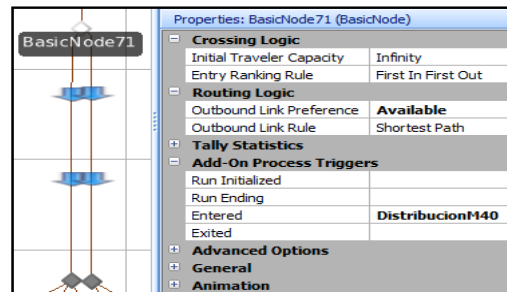 BasicNode71
Properties: BasicNode71 (BasicNode)
Crossing Logic
Initial Traveler Capacity Infinity
Entry Ranking Rule First In First Out
Routing Logic
Outbound Link Preference Available
Outbound Link Rule Shortest Path
Tally Statistics
Add-On Process Triggers
Run Initialized
Run Ending
Entered DistribucionM40
Exited
Advanced Options
General
Animation